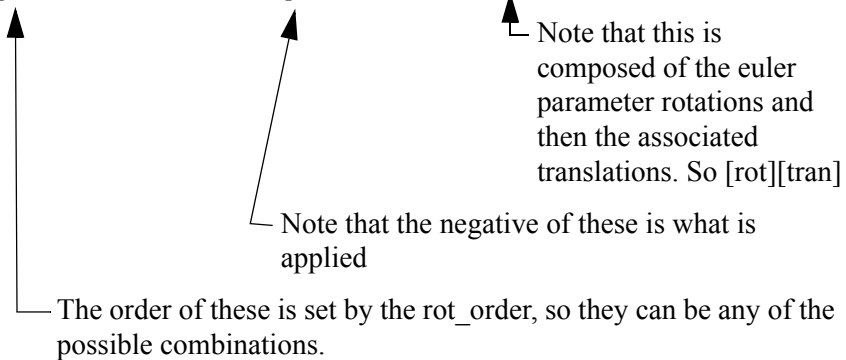 Note that this is
composed of the euler
parameter rotations and
then the associated
translations. So [rot][tran]
Note that the negative of these is what is
applied
The order of these is set by the rot_order, so they can be any of the
possible combinations.